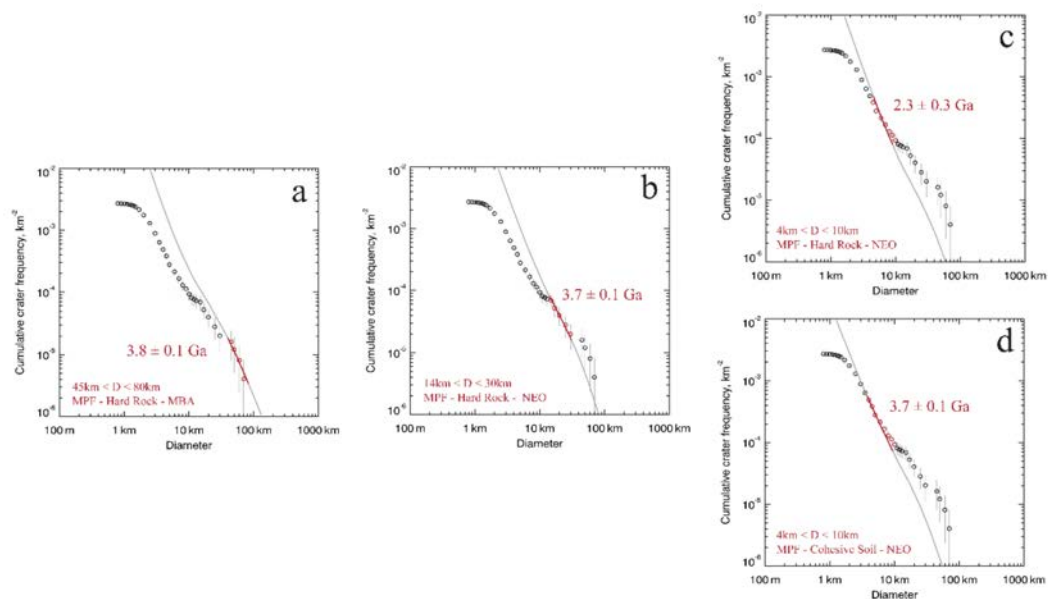 a
10⁻²
10⁻³
10⁻⁴
10⁻⁵
10⁻⁶
Cumulative crater frequency, km⁻²
3.8 ± 0.1 Ga
45km < D < 80km
MPF - Hard Rock - MBA
100 m 1 km 10 km 100 km 1000 km
Diameter
b
10⁻²
10⁻³
10⁻⁴
10⁻⁵
10⁻⁶
Cumulative crater frequency, km⁻²
3.7 ± 0.1 Ga
14km < D < 30km
MPF - Hard Rock - NEO
100 m 1 km 10 km 100 km 1000 km
Diameter
c
10⁻²
10⁻³
10⁻⁴
10⁻⁵
10⁻⁶
Cumulative crater frequency, km⁻²
2.3 ± 0.3 Ga
4km < D < 10km
MPF - Hard Rock - NEO
100 m 1 km 10 km 100 km 1000 km
Diameter
d
10⁻²
10⁻³
10⁻⁴
10⁻⁵
10⁻⁶
Cumulative crater frequency, km⁻²
3.7 ± 0.1 Ga
4km < D < 10km
MPF - Cohesive Soil - NEO
100 m 1 km 10 km 100 km 1000 km
Diameter